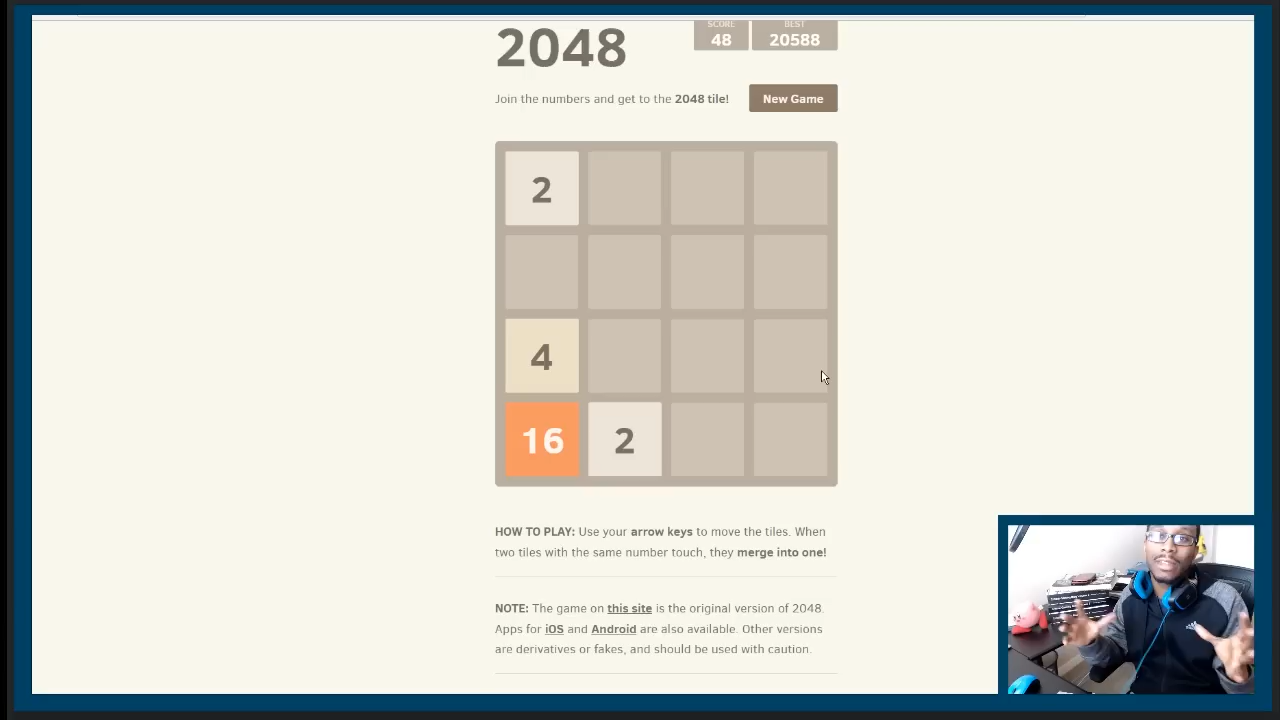 SCORE
BEST
2048
48
20588
Join the numbers and get to the 2048 tile!
New Game
2
4
16
2
HOW TO PLAY: Use your arrow keys to move the tiles. When
two tiles with the same number touch, they merge into one!
NOTE: The game on this site is the original version of 2048.
Apps for iOS and Android are also available. Other versions
are derivatives or fakes, and should be used with caution.